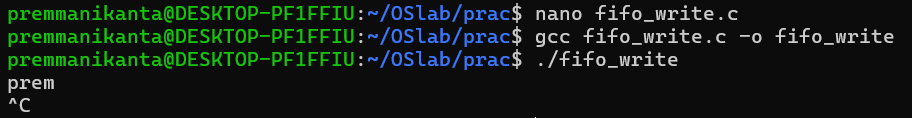 premmanikanta@DESKTOP-PF1FFIU:~/OSlab/prac$ nano fifo_write.c
premmanikanta@DESKTOP-PF1FFIU:~/OSlab/prac$ gcc fifo_write.c -o fifo_write
premmanikanta@DESKTOP-PF1FFIU:~/OSlab/prac$ ./fifo_write
prem
^C